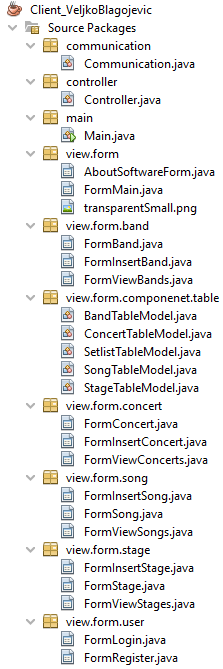 Client_VeljkoBlagojevic
Source Packages
communication
Communication.java
controller
Controller.java
main
Main.java
view.form
AboutSoftwareForm.java
FormMain.java
transparentSmall.png
view.form.band
FormBand.java
FormInsertBand.java
FormViewBands.java
view.form.componenet.table
BandTableModel.java
ConcertTableModel.java
SetlistTableModel.java
SongTableModel.java
StageTableModel.java
view.form.concert
FormConcert.java
FormInsertConcert.java
FormViewConcerts.java
view.form.song
FormInsertSong.java
FormSong.java
FormViewSongs.java
view.form.stage
FormInsertStage.java
FormStage.java
FormViewStages.java
view.form.user
FormLogin.java
FormRegister.java